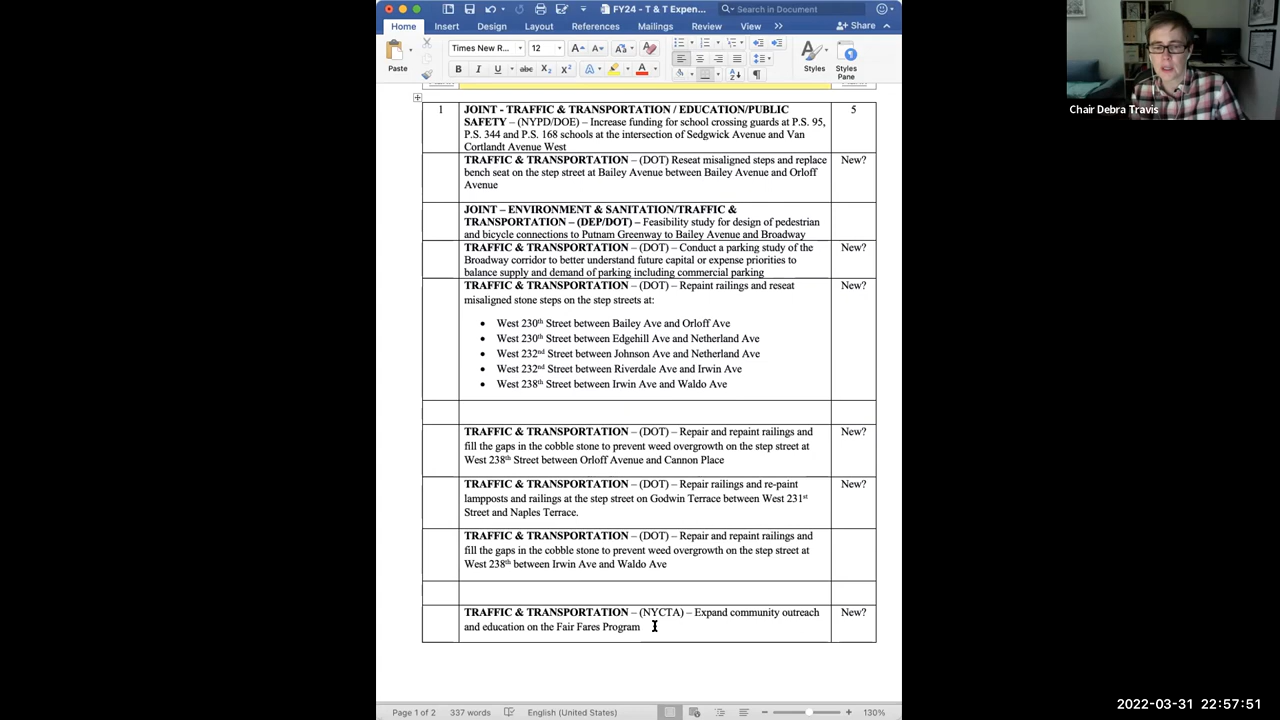 FY24 - T & T Expen...
Search in Document
Home
Insert
Design
Layout
References
Mailings
Review
View
Share
Paste
Times New R...
12
Styles
Styles
Pane
Chair Debra Travis
1
JOINT - TRAFFIC & TRANSPORTATION / EDUCATION/PUBLIC
SAFETY – (NYPD/DOE) – Increase funding for school crossing guards at P.S. 95,
P.S. 344 and P.S. 168 schools at the intersection of Sedgwick Avenue and Van
Cortlandt Avenue West
5
TRAFFIC & TRANSPORTATION – (DOT) Reseat misaligned steps and replace
bench seat on the step street at Bailey Avenue between Bailey Avenue and Orloff
Avenue
New?
JOINT – ENVIRONMENT & SANITATION/TRAFFIC &
TRANSPORTATION – (DEP/DOT) – Feasibility study for design of pedestrian
and bicycle connections to Putnam Greenway to Bailey Avenue and Broadway
TRAFFIC & TRANSPORTATION – (DOT) – Conduct a parking study of the
Broadway corridor to better understand future capital or expense priorities to
balance supply and demand of parking including commercial parking
New?
TRAFFIC & TRANSPORTATION – (DOT) – Repaint railings and reseat
misaligned stone steps on the step streets at:
• West 230th Street between Bailey Ave and Orloff Ave
• West 230th Street between Edgehill Ave and Netherland Ave
• West 232nd Street between Johnson Ave and Netherland Ave
• West 232nd Street between Riverdale Ave and Irwin Ave
• West 238th Street between Irwin Ave and Waldo Ave
New?
TRAFFIC & TRANSPORTATION – (DOT) – Repair and repaint railings and
fill the gaps in the cobble stone to prevent weed overgrowth on the step street at
West 238th Street between Orloff Avenue and Cannon Place
New?
TRAFFIC & TRANSPORTATION – (DOT) – Repair railings and re-paint
lampposts and railings at the step street on Godwin Terrace between West 231st
Street and Naples Terrace.
New?
TRAFFIC & TRANSPORTATION – (DOT) – Repair and repaint railings and
fill the gaps in the cobble stone to prevent weed overgrowth on the step street at
West 238th between Irwin Ave and Waldo Ave
TRAFFIC & TRANSPORTATION – (NYCTA) – Expand community outreach
and education on the Fair Fares Program
New?
Page 1 of 2
337 words
English (United States)
130%
2022-03-31 22:57:51